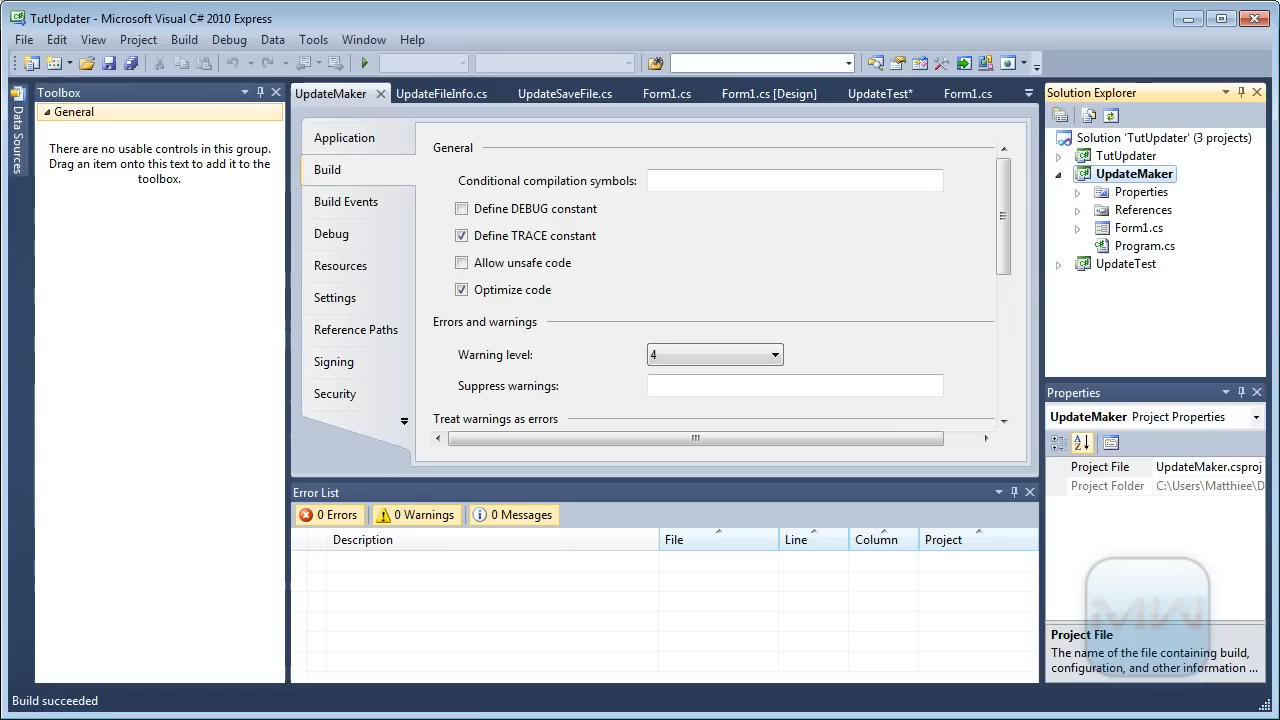 TutUpdater - Microsoft Visual C# 2010 Express
File Edit View Project Build Debug Data Tools Window Help
Data Sources
Toolbox
General
There are no usable controls in this group.
Drag an item onto this text to add it to the
toolbox.
UpdateMaker UpdateFileInfo.cs UpdateSaveFile.cs Form1.cs Form1.cs [Design] UpdateTest* Form1.cs
Application
Build
Build Events
Debug
Resources
Settings
Reference Paths
Signing
Security
General
Conditional compilation symbols:
Define DEBUG constant
Define TRACE constant
Allow unsafe code
Optimize code
Errors and warnings
Warning level: 4
Suppress warnings:
Treat warnings as errors
Error List
0 Errors 0 Warnings 0 Messages
Description File Line Column Project
Solution Explorer
Solution 'TutUpdater' (3 projects)
TutUpdater
UpdateMaker
Properties
References
Form1.cs
Program.cs
UpdateTest
Properties
UpdateMaker Project Properties
Project File UpdateMaker.csproj
Project Folder C:\Users\Matthiee\D
MW
Project File
The name of the file containing build,
configuration, and other information ...
Build succeeded